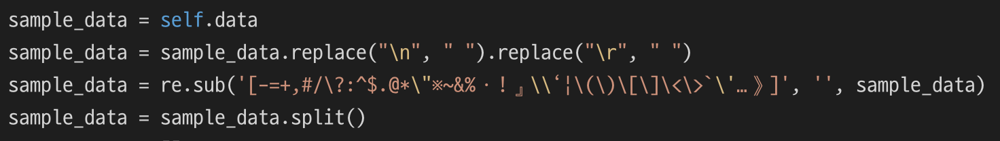 sample_data = self.data
sample_data = sample_data.replace("\n", " ").replace("\r", " ")
sample_data = re.sub('[-=+,#/\?:^$.@*\"※~&%ㆍ!』\\‘|\(\)\[\]\<\>`\'…》]', '', sample_data)
sample_data = sample_data.split()